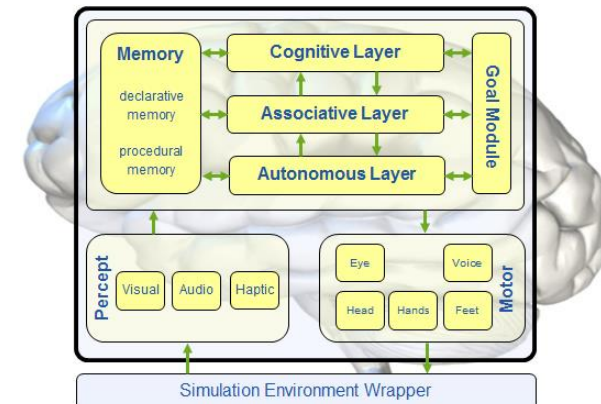 Memory
declarative
memory
procedural
memory
Cognitive Layer
Associative Layer
Autonomous Layer
Goal Module
Percept
Visual
Audio
Haptic
Eye
Voice
Head
Hands
Feet
Motor
Simulation Environment Wrapper